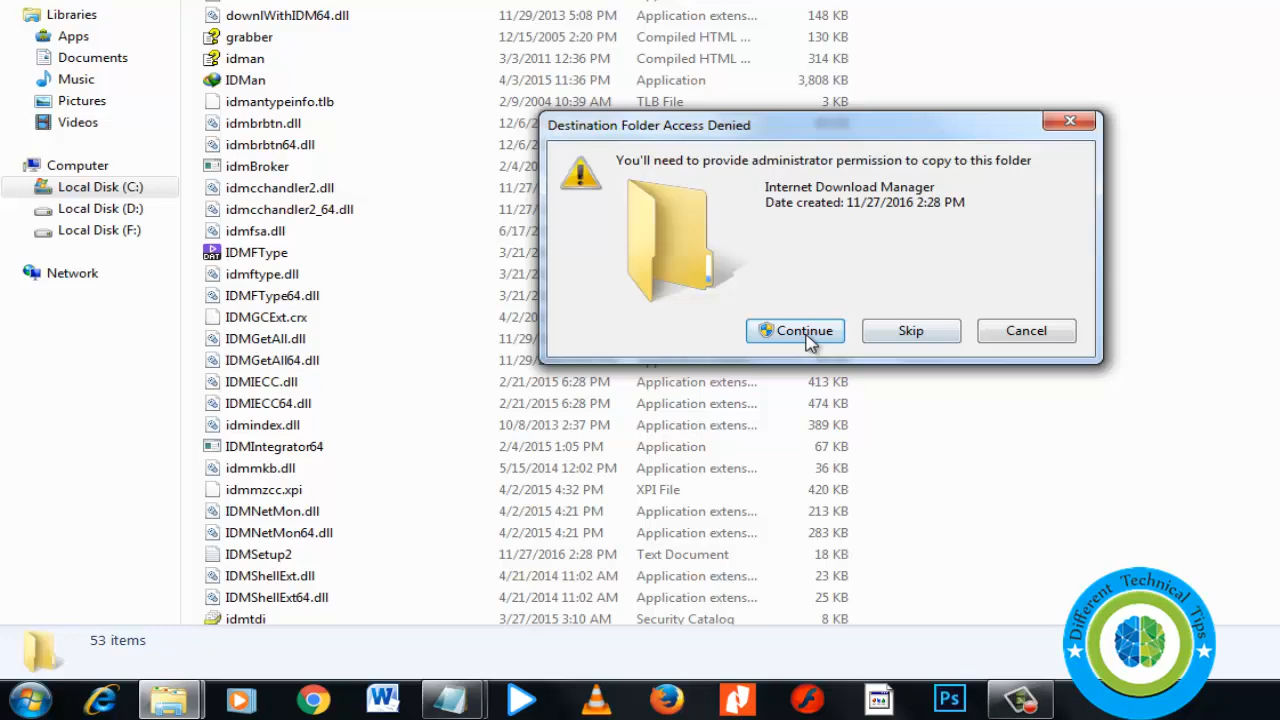 Libraries
Apps
Documents
Music
Pictures
Videos
Computer
Local Disk (C:)
Local Disk (D:)
Local Disk (F:)
Network
downlWithIDM64.dll 11/29/2013 5:08 PM Application extens... 148 KB
grabber 12/15/2005 2:20 PM Compiled HTML ... 130 KB
idman 3/3/2011 12:36 PM Compiled HTML ... 314 KB
IDMan 4/3/2015 11:36 PM Application 3,808 KB
idmantypeinfo.tlb 2/9/2004 10:39 AM TLB File 3 KB
idmbrbtn.dll 12/6/2
idmbrbtn64.dll 12/6/2
idmBroker 2/4/20
idmcchandler2.dll 11/27/
idmcchandler2_64.dll 11/27/
idmfsa.dll 6/17/2
IDMFType 3/21/2
idmftype.dll 3/21/2
IDMFType64.dll 3/21/2
IDMGCExt.crx 4/2/20
IDMGetAll.dll 11/29/
IDMGetAll64.dll 11/29/
IDMIECC.dll 2/21/2015 6:28 PM Application extens... 413 KB
IDMIECC64.dll 2/21/2015 6:28 PM Application extens... 474 KB
idmindex.dll 10/8/2013 2:37 PM Application extens... 389 KB
IDMIntegrator64 2/4/2015 1:05 PM Application 67 KB
idmmkb.dll 5/15/2014 12:02 PM Application extens... 36 KB
idmmzcc.xpi 4/2/2015 4:32 PM XPI File 420 KB
IDMNetMon.dll 4/2/2015 4:21 PM Application extens... 213 KB
IDMNetMon64.dll 4/2/2015 4:21 PM Application extens... 283 KB
IDMSetup2 11/27/2016 2:28 PM Text Document 18 KB
IDMShellExt.dll 4/21/2014 11:02 AM Application extens... 23 KB
IDMShellExt64.dll 4/21/2014 11:02 AM Application extens... 25 KB
idmtdi 3/27/2015 3:10 AM Security Catalog 8 KB
Destination Folder Access Denied
You'll need to provide administrator permission to copy to this folder
Internet Download Manager
Date created: 11/27/2016 2:28 PM
Continue Skip Cancel
53 items
Different Technical Tips
DAT
W
Ps